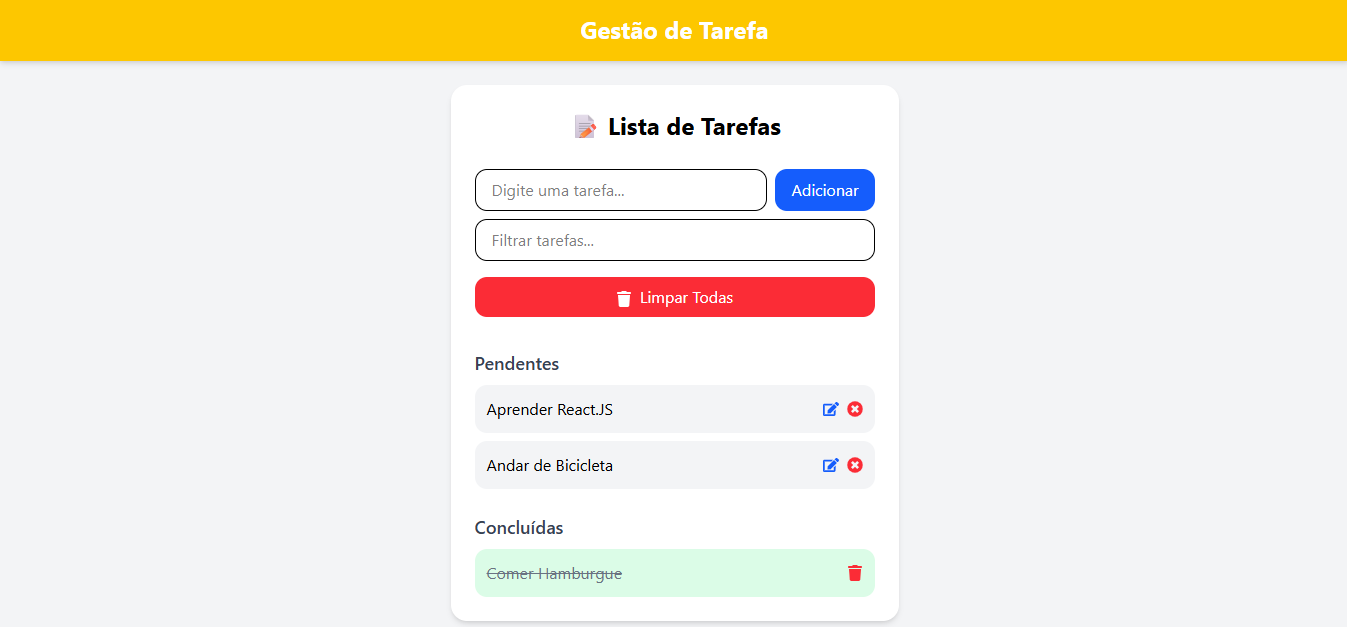 Gestão de Tarefa
Lista de Tarefas
Digite uma tarefa...
Adicionar
Filtrar tarefas...
Limpar Todas
Pendentes
Aprender React.JS
Andar de Bicicleta
Concluídas
Comer Hamburgue